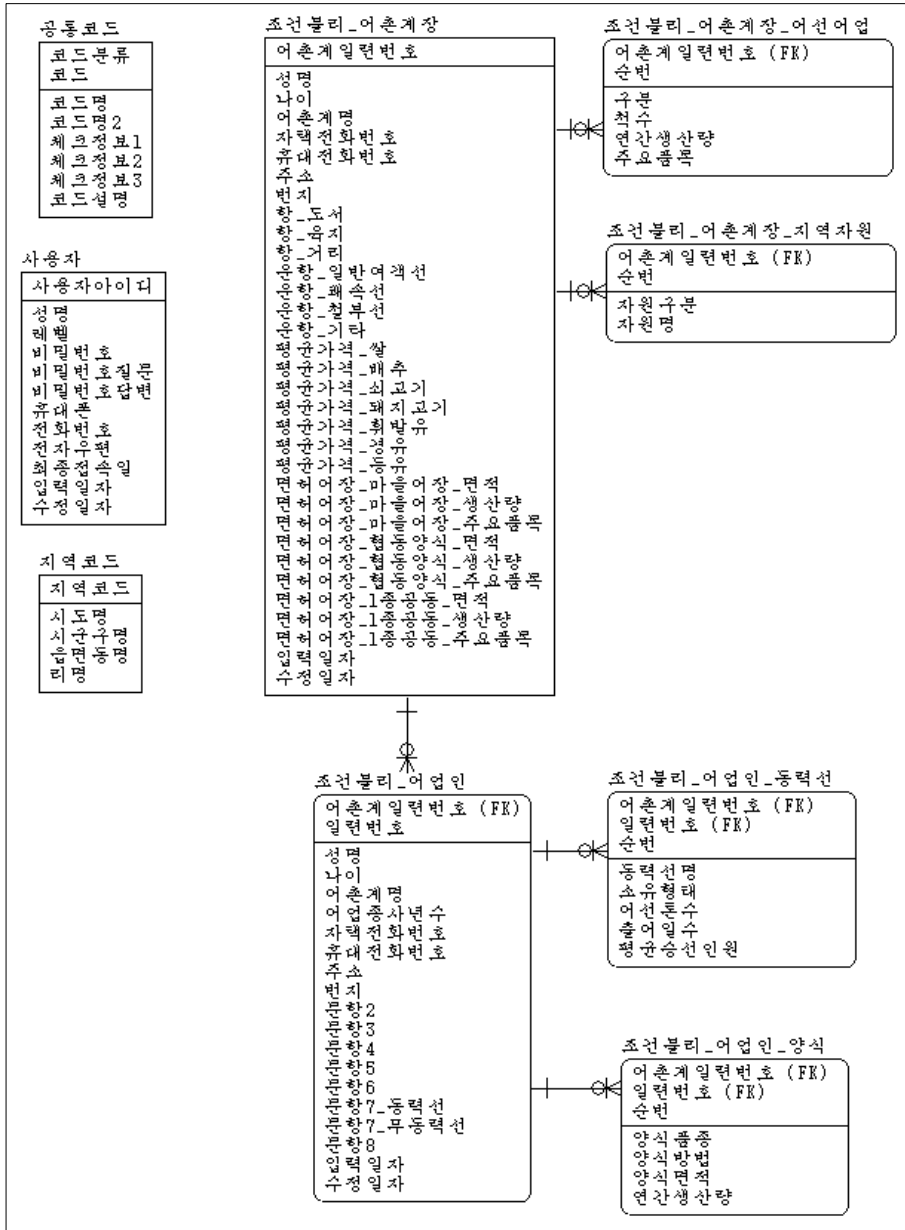 공통코드
코드분류
코드
코드명
코드명2
체크정보1
체크정보2
체크정보3
코드설명
사용자
사용자아이디
성명
레벨
비밀번호
비밀번호질문
비밀번호답변
휴대폰
전화번호
전자우편
최종접속일
입력일자
수정일자
지역코드
지역코드
시도명
시군구명
읍면동명
리명
조건불리_어촌계장
어촌계일련번호
성명
나이
어촌계명
자택전화번호
휴대전화번호
주소
번지
항_도서
항_육지
항_거리
운항_일반여객선
운항_쾌속선
운항_철부선
운항_기타
평균가격_쌀
평균가격_배추
평균가격_쇠고기
평균가격_돼지고기
평균가격_휘발유
평균가격_경유
평균가격_등유
면허어장_마을어장_면적
면허어장_마을어장_생산량
면허어장_마을어장_주요품목
면허어장_협동양식_면적
면허어장_협동양식_생산량
면허어장_협동양식_주요품목
면허어장_1종공동_면적
면허어장_1종공동_생산량
면허어장_1종공동_주요품목
입력일자
수정일자
조건불리_어촌계장_어선어업
어촌계일련번호 (FK)
순번
구분
척수
연간생산량
주요품목
조건불리_어촌계장_지역자원
어촌계일련번호 (FK)
순번
자원구분
자원명
조건불리_어업인
어촌계일련번호 (FK)
일련번호
성명
나이
어촌계명
어업종사년수
자택전화번호
휴대전화번호
주소
번지
문항2
문항3
문항4
문항5
문항6
문항7_동력선
문항7_무동력선
문항8
입력일자
수정일자
조건불리_어업인_동력선
어촌계일련번호 (FK)
일련번호 (FK)
순번
동력선명
소유형태
어선톤수
출어일수
평균승선인원
조건불리_어업인_양식
어촌계일련번호 (FK)
일련번호 (FK)
순번
양식품종
양식방법
양식면적
연간생산량